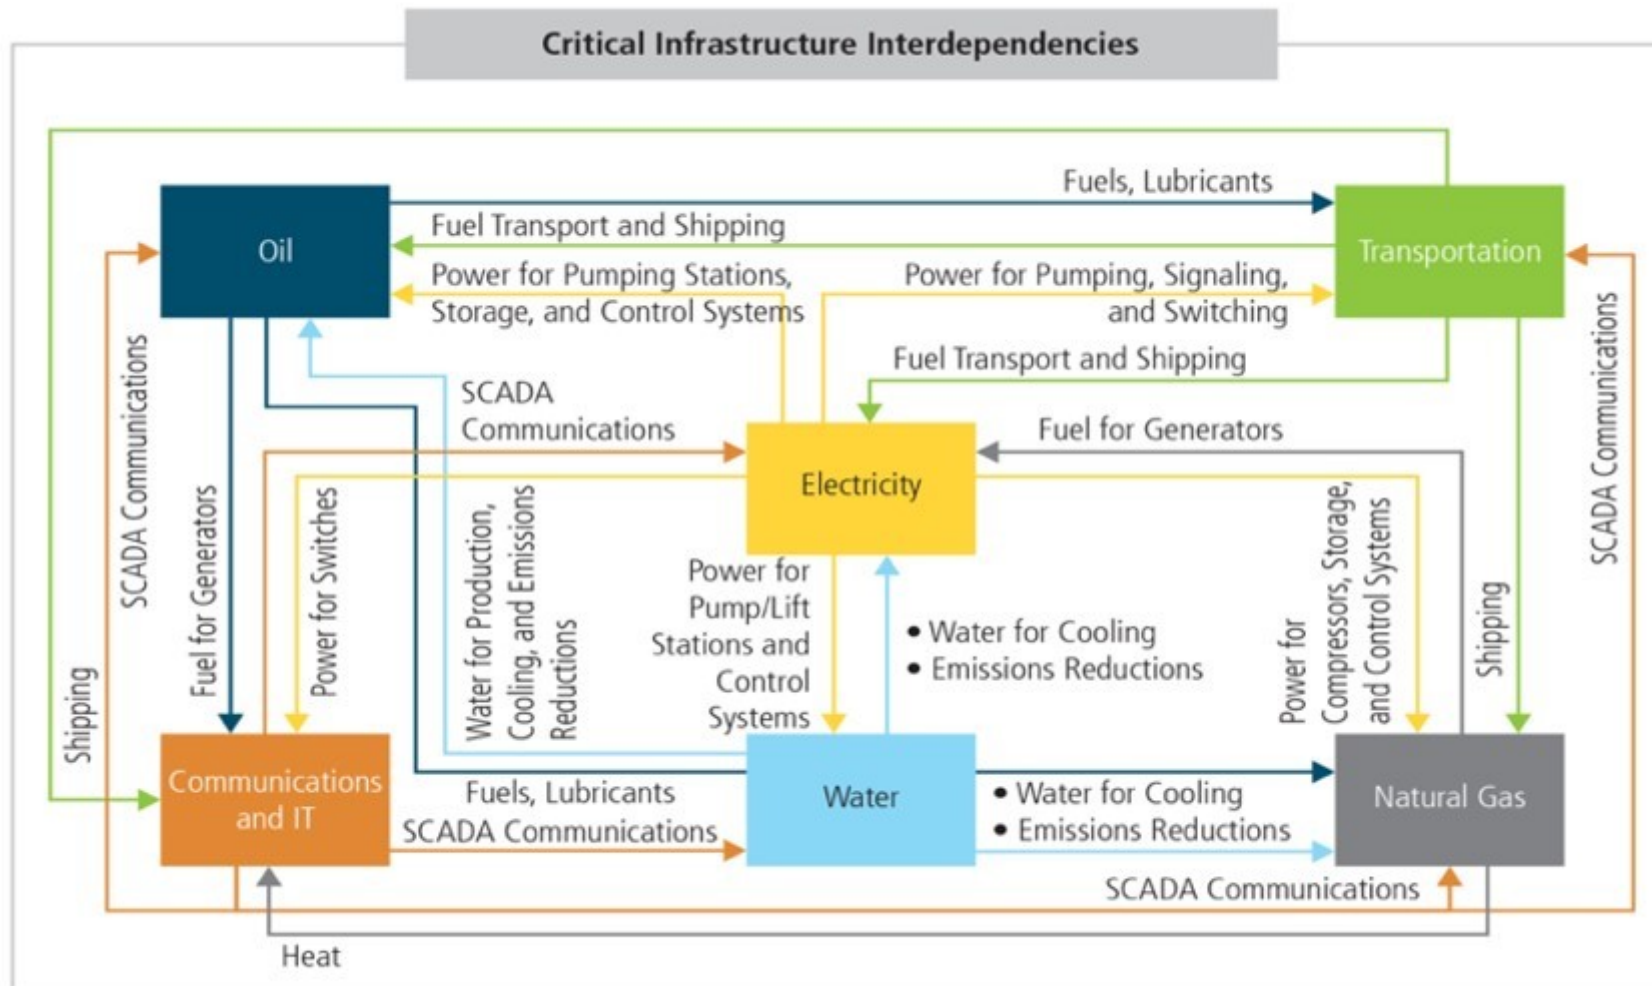 Critical Infrastructure Interdependencies
Fuels, Lubricants
Oil
Fuel Transport and Shipping
Transportation
Power for Pumping Stations,
Storage, and Control Systems
Power for Pumping, Signaling,
and Switching
Fuel Transport and Shipping
SCADA Communications
SCADA
Communications
Fuel for Generators
SCADA Communications
Electricity
Fuel for Generators
Power for Switches
Water for Production,
Cooling, and Emissions
Reductions
Power for
Pump/Lift
Stations and
Control
Systems
• Water for Cooling
• Emissions Reductions
Power for
Compressors, Storage,
and Control Systems
Shipping
Shipping
Communications
and IT
Fuels, Lubricants
SCADA Communications
Water
• Water for Cooling
• Emissions Reductions
Natural Gas
SCADA Communications
Heat